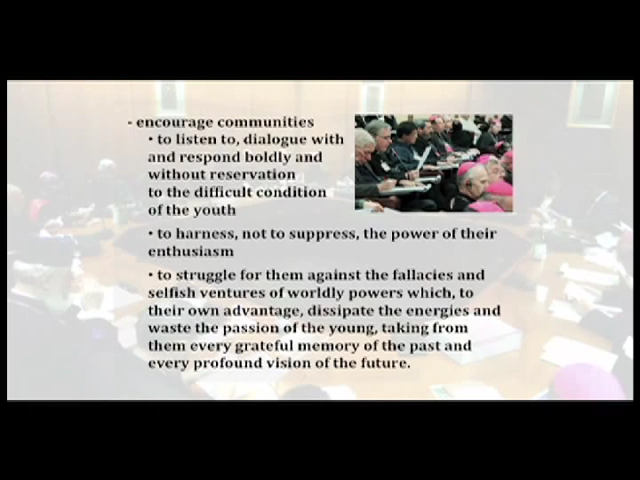 - encourage communities
• to listen to, dialogue with
and respond boldly and
without reservation
to the difficult condition
of the youth
• to harness, not to suppress, the power of their
enthusiasm
• to struggle for them against the fallacies and
selfish ventures of worldly powers which, to
their own advantage, dissipate the energies and
waste the passion of the young, taking from
them every grateful memory of the past and
every profound vision of the future.